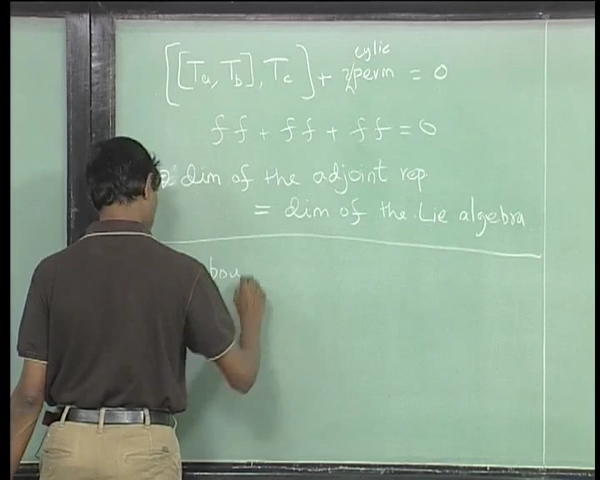 [[Ta, Tb], Tc] + 2 cylic perm = 0
ff + ff + ff = 0
dim of the adjoint rep.
= dim of the Lie algebra
bou